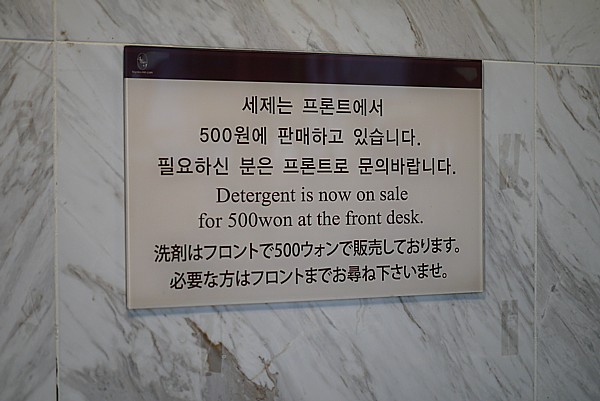 세제는 프론트에서
500원에 판매하고 있습니다.
필요하신 분은 프론트로 문의바랍니다.
Detergent is now on sale
for 500won at the front desk.
洗剤はフロントで500ウォンで販売しております。
必要な方はフロントまでお尋ね下さいませ。